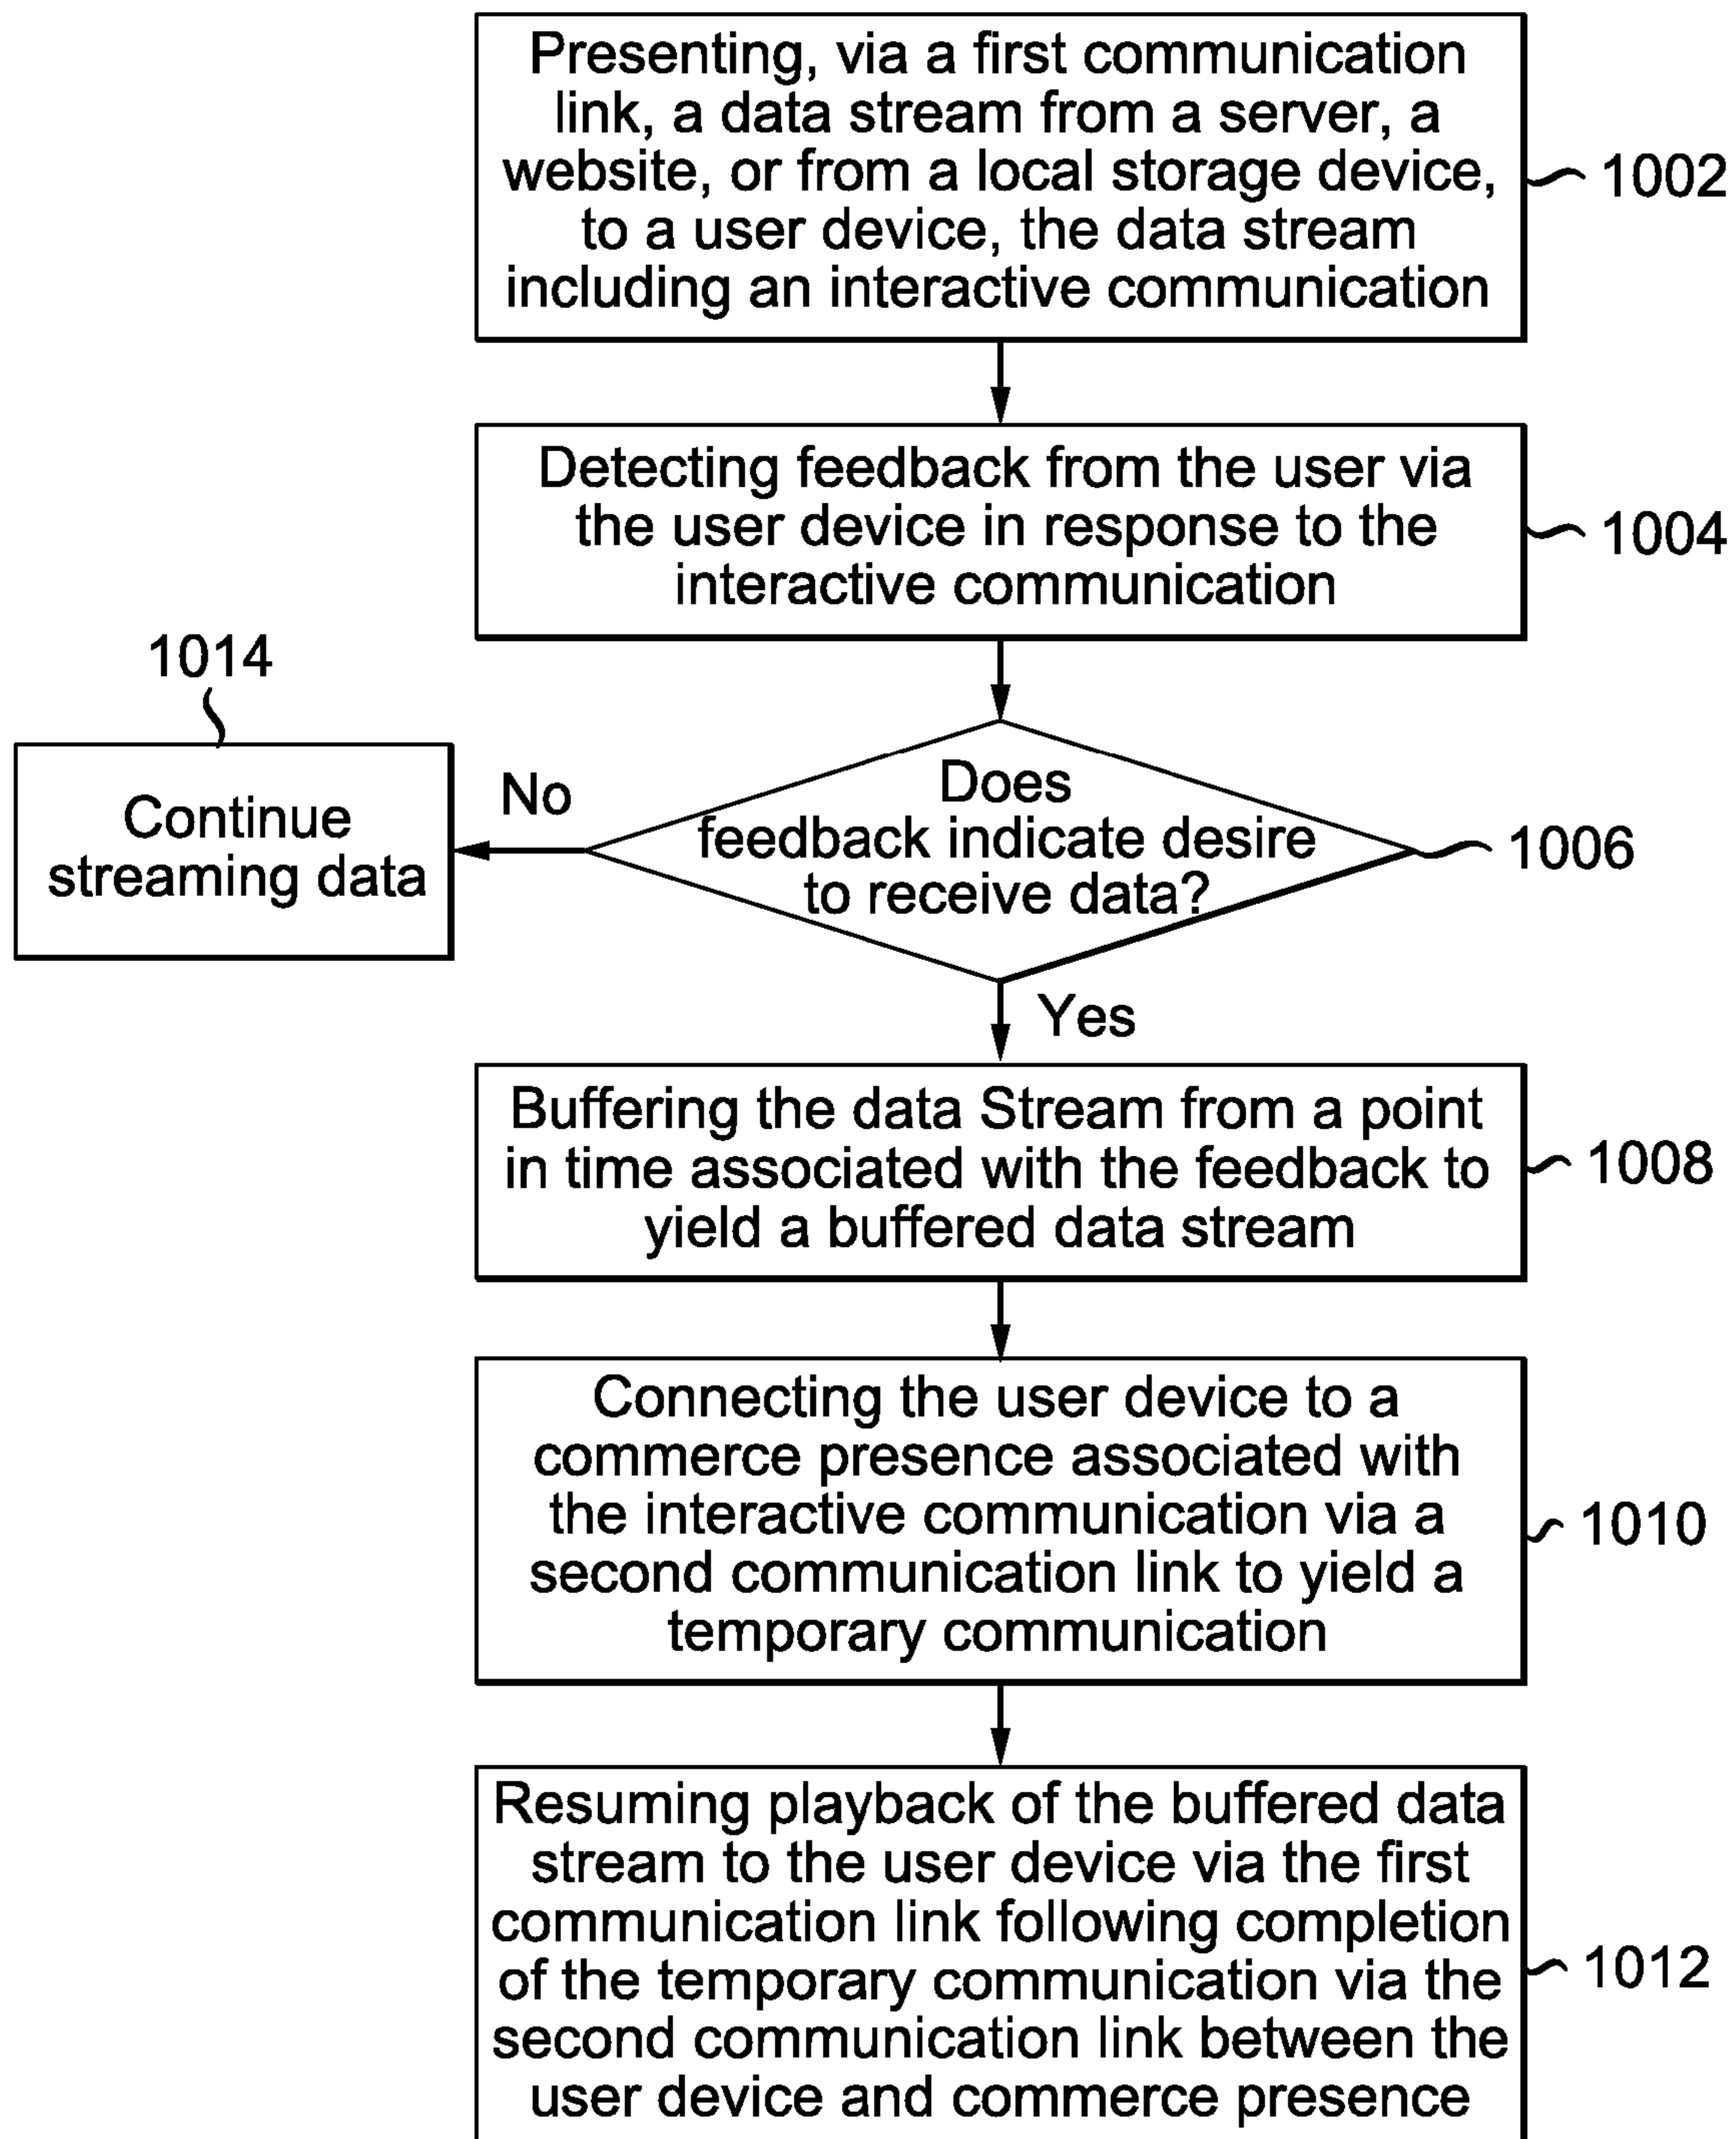 Presenting, via a first communication
link, a data stream from a server, a
website, or from a local storage device,
to a user device, the data stream
including an interactive communication
1002
Detecting feedback from the user via
the user device in response to the
interactive communication
1004
1014
Continue
streaming data
No
Does
feedback indicate desire
to receive data?
1006
Yes
Buffering the data Stream from a point
in time associated with the feedback to
yield a buffered data stream
1008
Connecting the user device to a
commerce presence associated with
the interactive communication via a
second communication link to yield a
temporary communication
1010
Resuming playback of the buffered data
stream to the user device via the first
communication link following completion
of the temporary communication via the
second communication link between the
user device and commerce presence
1012